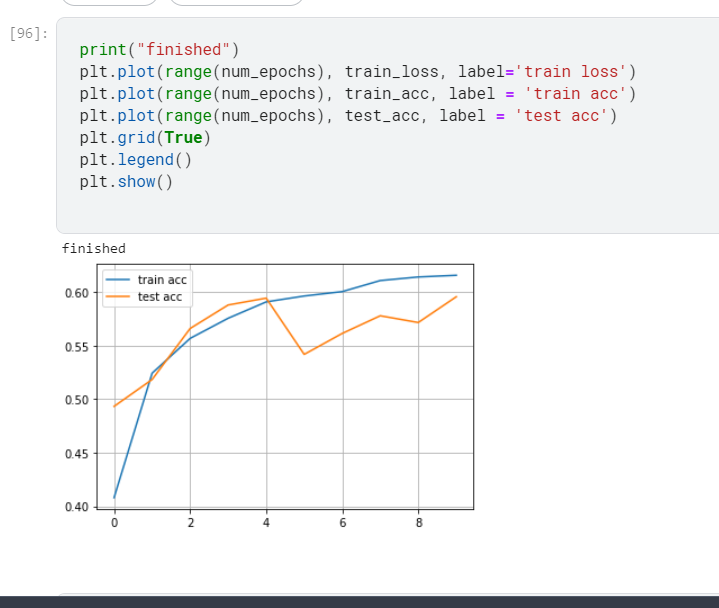 [96]:
print("finished")
plt.plot(range(num_epochs), train_loss, label='train loss')
plt.plot(range(num_epochs), train_acc, label = 'train acc')
plt.plot(range(num_epochs), test_acc, label = 'test acc')
plt.grid(True)
plt.legend()
plt.show()
finished
train acc
test acc
0.60
0.55
0.50
0.45
0.40
0 2 4 6 8